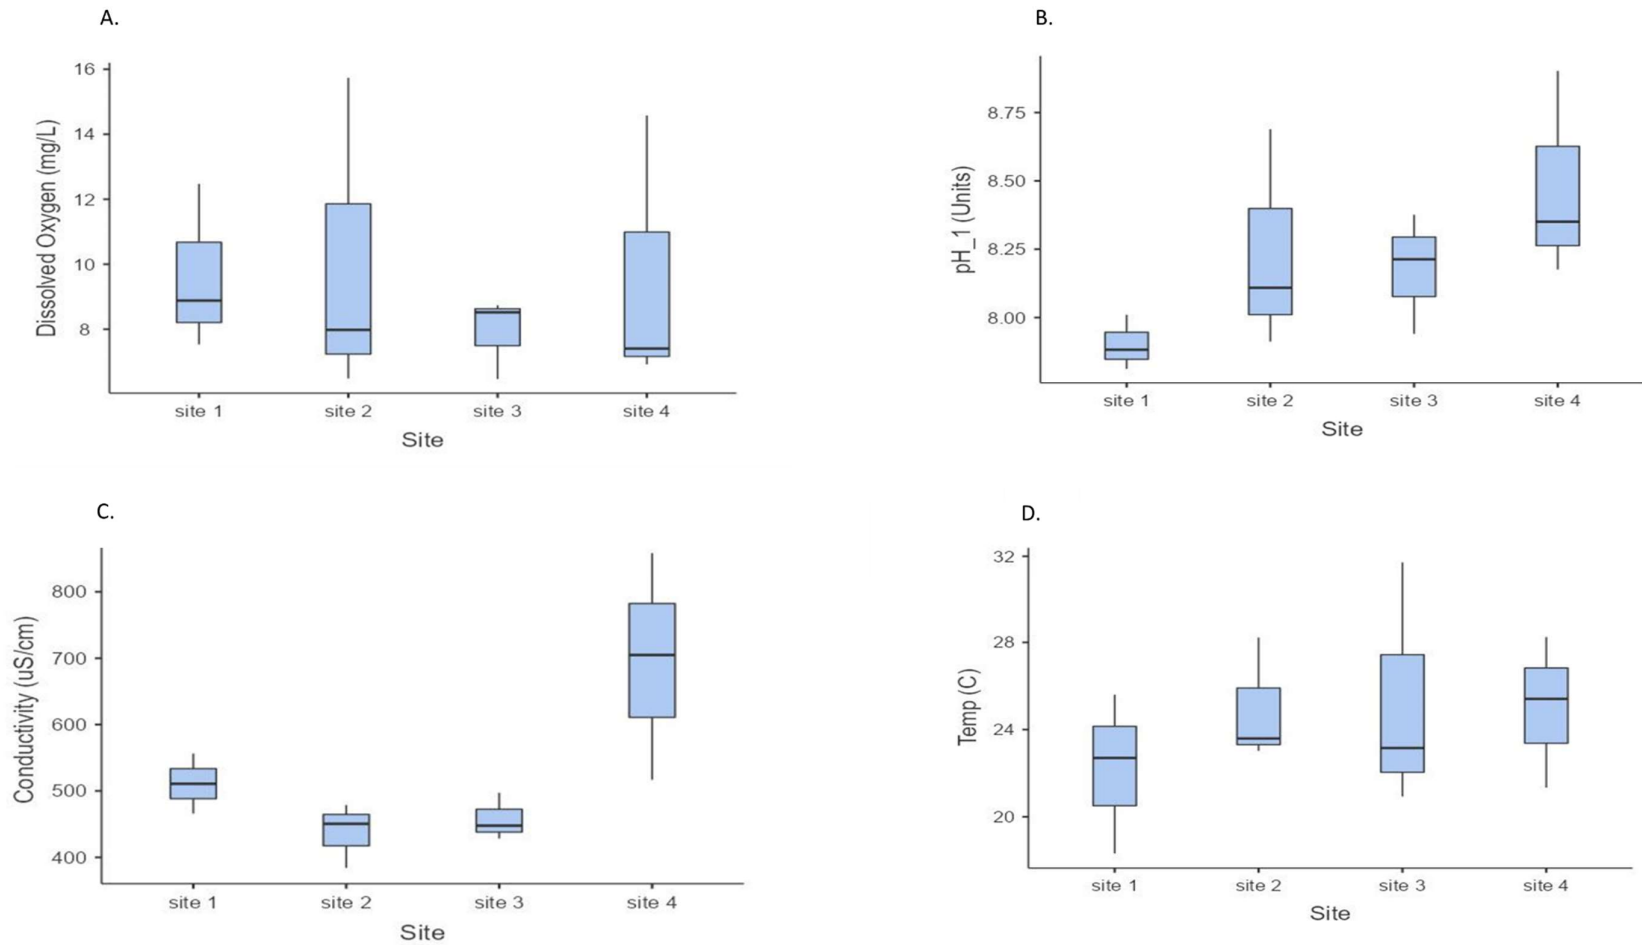 A.
Dissolved Oxygen (mg/L)
16
14
12
10
8
site 1 site 2 site 3 site 4
Site
B.
pH_1 (Units)
8.75
8.50
8.25
8.00
site 1 site 2 site 3 site 4
Site
C.
Conductivity (uS/cm)
800
700
600
500
400
site 1 site 2 site 3 site 4
Site
D.
Temp (C)
32
28
24
20
site 1 site 2 site 3 site 4
Site